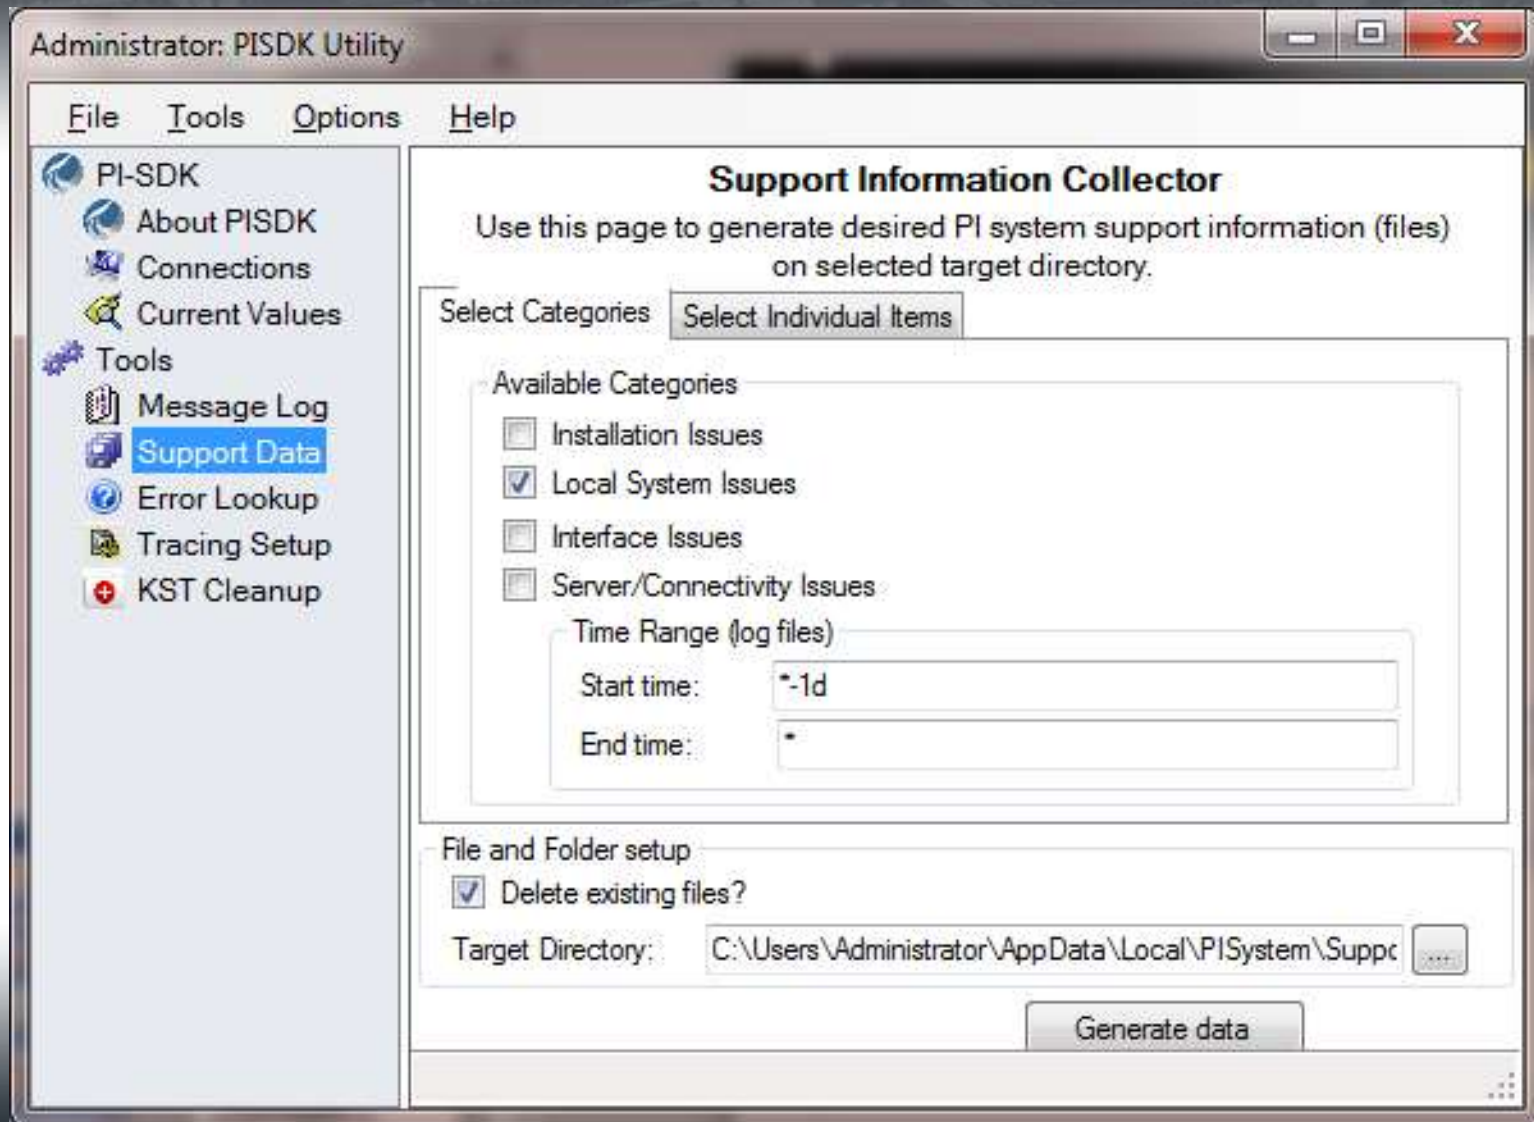 Administrator: PISDK Utility
File Tools Options Help
PI-SDK
About PISDK
Connections
Current Values
Tools
Message Log
Support Data
Error Lookup
Tracing Setup
KST Cleanup
Support Information Collector
Use this page to generate desired PI system support information (files)
on selected target directory.
Select Categories Select Individual Items
Available Categories
Installation Issues
Local System Issues
Interface Issues
Server/Connectivity Issues
Time Range (log files)
Start time: *-1d
End time: *
File and Folder setup
Delete existing files?
Target Directory: C:\Users\Administrator\AppData\Local\PISystem\Suppo ...
Generate data